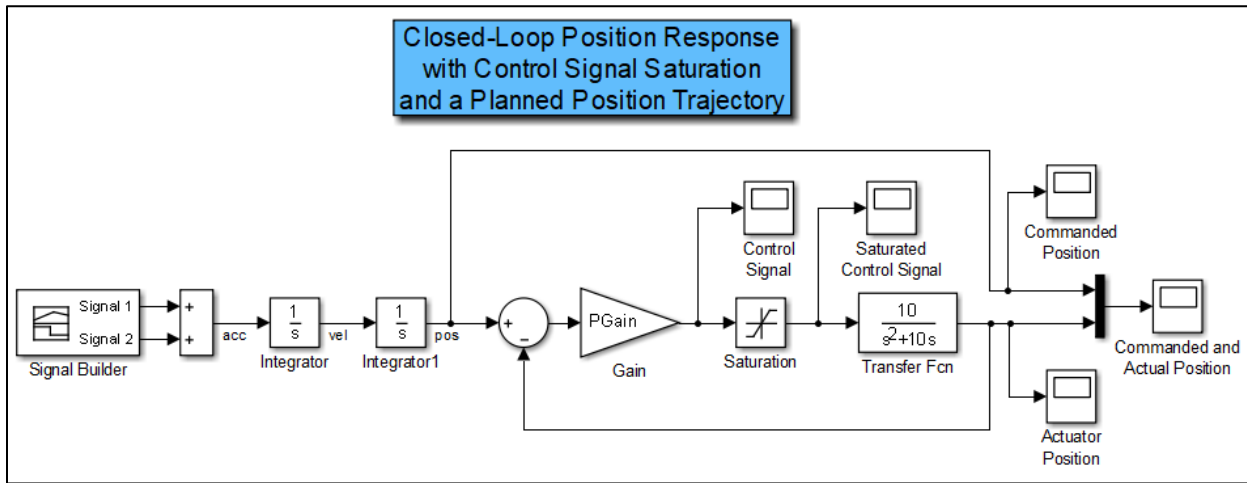 Closed-Loop Position Response
with Control Signal Saturation
and a Planned Position Trajectory
Signal 1
Signal 2
Signal Builder
+
+
acc
1
s
Integrator
vel
1
s
Integrator1
pos
+
−
PGain
Gain
Control
Signal
Saturation
Saturated
Control Signal
10
s²+10s
Transfer Fcn
Commanded
Position
Commanded and
Actual Position
Actuator
Position